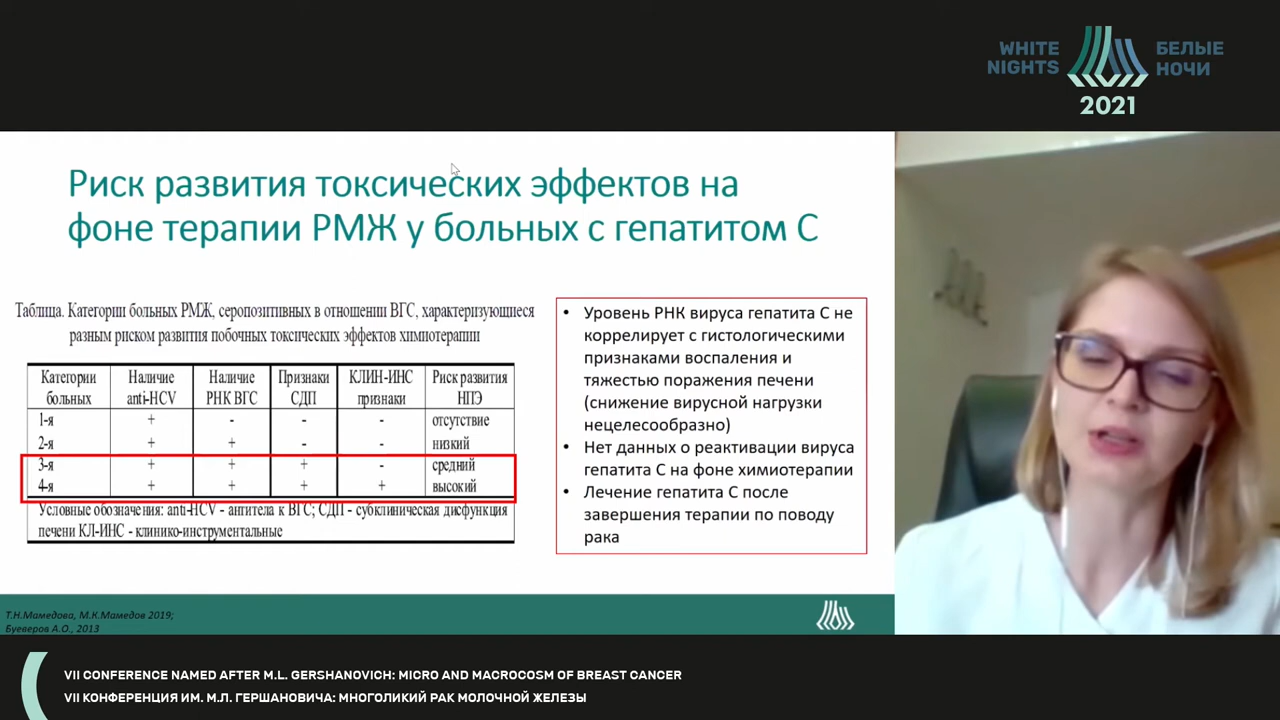 WHITE NIGHTS
БЕЛЫЕ НОЧИ
2021
Риск развития токсических эффектов на
фоне терапии РМЖ у больных с гепатитом С
Таблица. Категории больных РМЖ, серопозитивных в отношении ВГС, характеризующиеся
разным риском развития побочных токсических эффектов химиотерапии
Категории больных | Наличие anti-HCV | Наличие РНК ВГС | Признаки СДП | КЛИН-ИНС признаки | Риск развития НПЭ
1-я + - - - отсутствие
2-я + + - - низкий
3-я + + + - средний
4-я + + + + высокий
Условные обозначения: anti-HCV - антитела к ВГС; СДП - субклиническая дисфункция
печени КЛ-ИНС - клинико-инструментальные
• Уровень РНК вируса гепатита С не
коррелирует с гистологическими
признаками воспаления и
тяжестью поражения печени
(снижение вирусной нагрузки
нецелесообразно)
• Нет данных о реактивации вируса
гепатита С на фоне химиотерапии
• Лечение гепатита С после
завершения терапии по поводу
рака
Т.Н.Мамедова, М.К.Мамедов 2019;
Буеверов А.О., 2013
VII CONFERENCE NAMED AFTER M.L. GERSHANOVICH: MICRO AND MACROCOSM OF BREAST CANCER
VII КОНФЕРЕНЦИЯ ИМ. М.Л. ГЕРШАНОВИЧА: МНОГОЛИКИЙ РАК МОЛОЧНОЙ ЖЕЛЕЗЫ